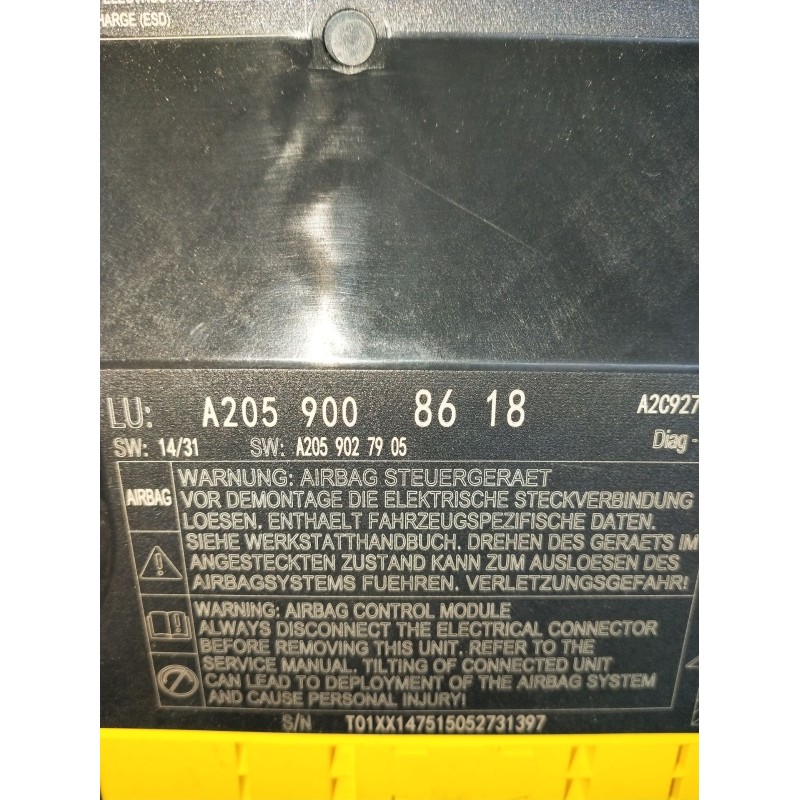 HARGE (ESD)
LU: A205 900 86 18 A2C927
SW: 14/31 SW: A205 902 79 05 Diag -
WARNUNG: AIRBAG STEUERGERAET
AIRBAG VOR DEMONTAGE DIE ELEKTRISCHE STECKVERBINDUNG
LOESEN. ENTHAELT FAHRZEUGSPEZIFISCHE DATEN.
SIEHE WERKSTATTHANDBUCH. DREHEN DES GERAETS IM
ANGESTECKTEN ZUSTAND KANN ZUM AUSLOESEN DES
AIRBAGSYSTEMS FUEHREN. VERLETZUNGSGEFAHR!
WARNING: AIRBAG CONTROL MODULE
ALWAYS DISCONNECT THE ELECTRICAL CONNECTOR
BEFORE REMOVING THIS UNIT. REFER TO THE
SERVICE MANUAL. TILTING OF CONNECTED UNIT
CAN LEAD TO DEPLOYMENT OF THE AIRBAG SYSTEM
AND CAUSE PERSONAL INJURY!
S/N T01XX147515052731397